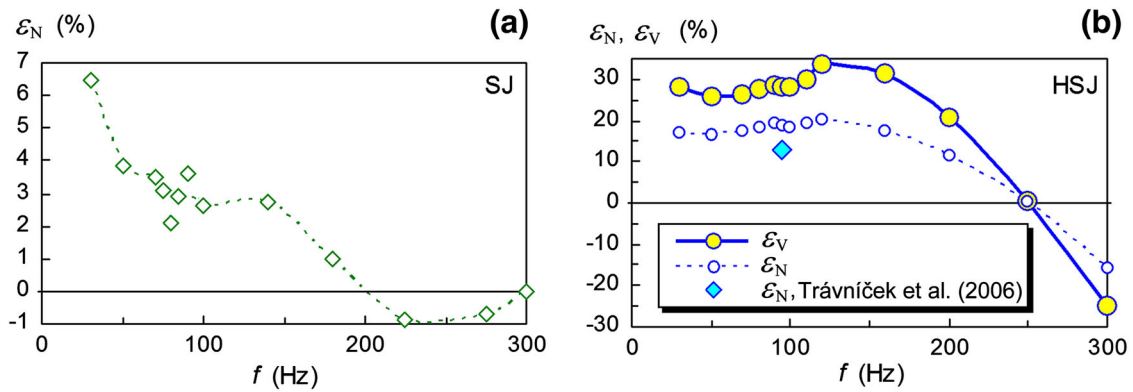 εN (%)
(a)
7
6
5
4
3
2
1
0
-1
SJ
0
100
200
300
f (Hz)
εN, εV (%)
(b)
30
20
10
0
-10
-20
-30
HSJ
εV
εN
εN, Trávníček et al. (2006)
0
100
200
300
f (Hz)